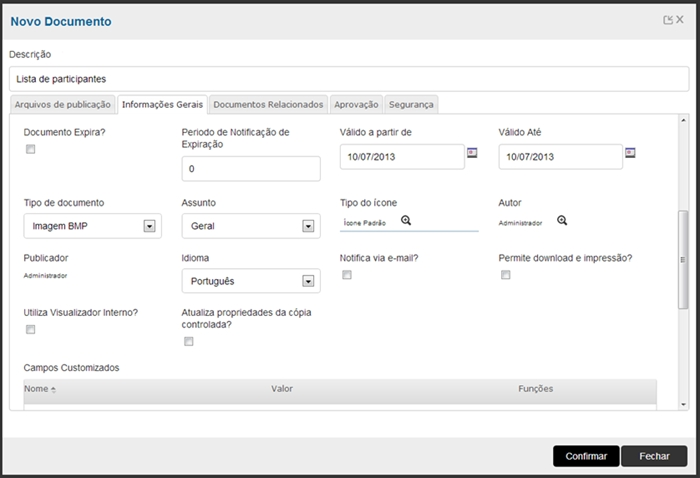 Novo Documento
Descrição
Lista de participantes
Arquivos de publicação Informações Gerais Documentos Relacionados Aprovação Segurança
Documento Expira? Periodo de Notificação de Expiração Válido a partir de Válido Até
0 10/07/2013 10/07/2013
Tipo de documento Assunto Tipo do ícone Autor
Imagem BMP Geral Ícone Padrão Administrador
Publicador Idioma Notifica via e-mail? Permite download e impressão?
Administrador Português
Utiliza Visualizador Interno? Atualiza propriedades da cópia controlada?
Campos Customizados
Nome Valor Funções
Confirmar Fechar